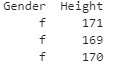 Gender Height
f 171
f 169
f 170